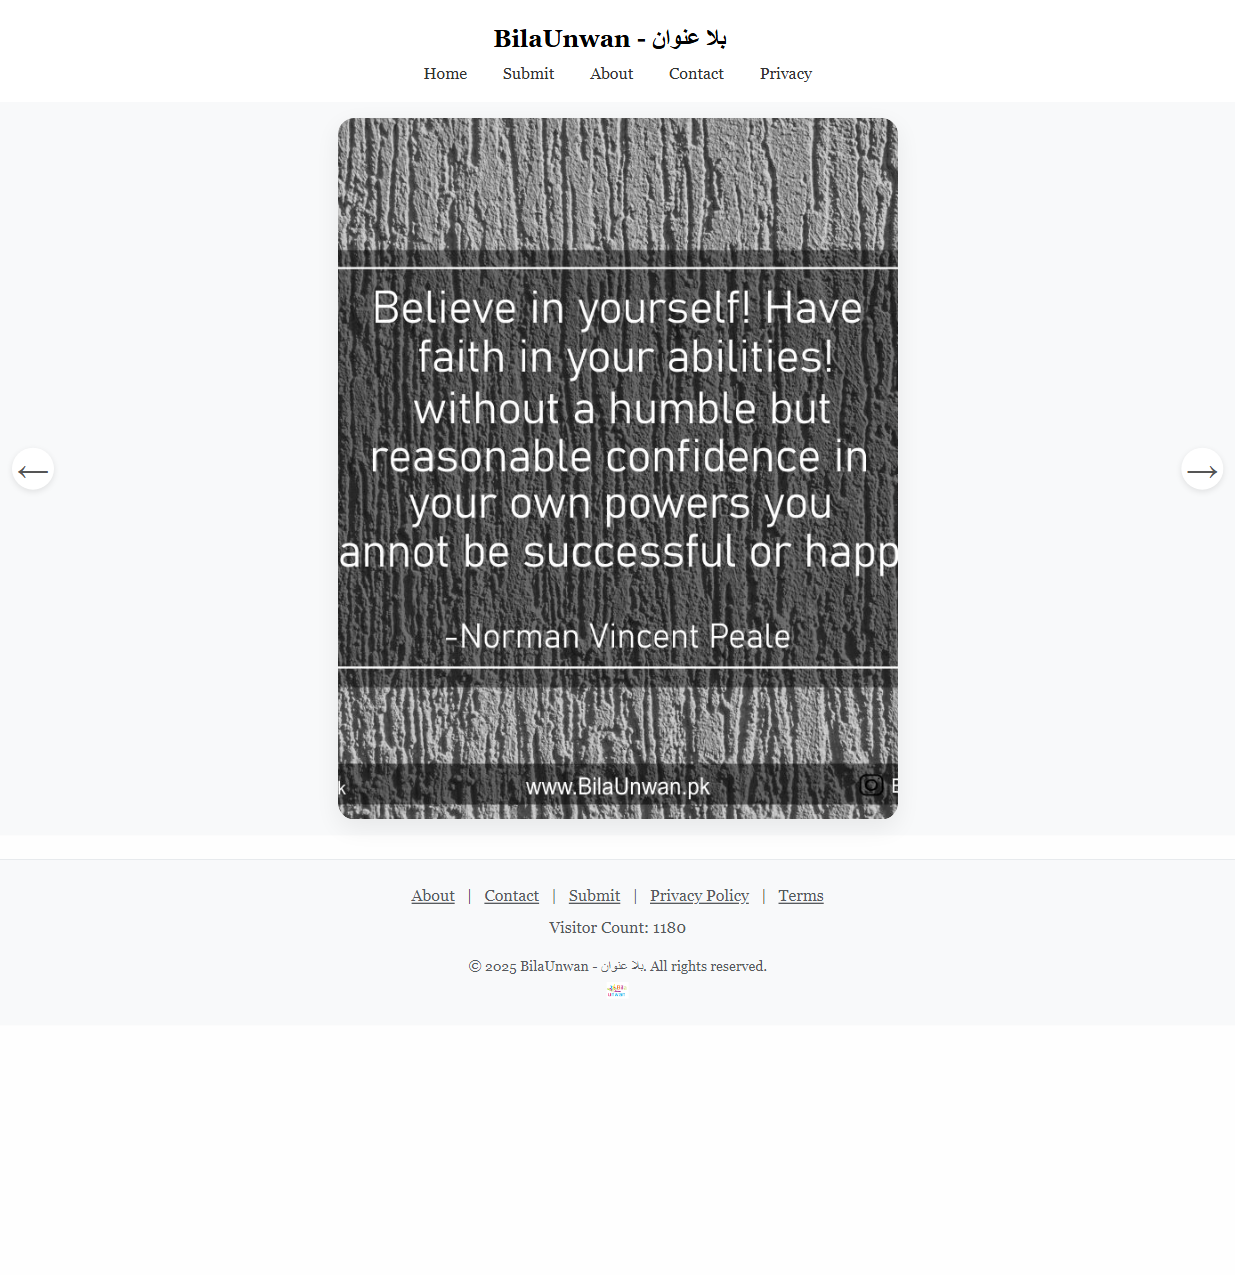 BilaUnwan - بلا عنوان
Home Submit About Contact Privacy
Believe in yourself! Have
faith in your abilities!
without a humble but
reasonable confidence in
your own powers you
annot be successful or happ
-Norman Vincent Peale
k www.BilaUnwan.pk
← →
About | Contact | Submit | Privacy Policy | Terms
Visitor Count: 1180
© 2025 BilaUnwan - بلا عنوان. All rights reserved.